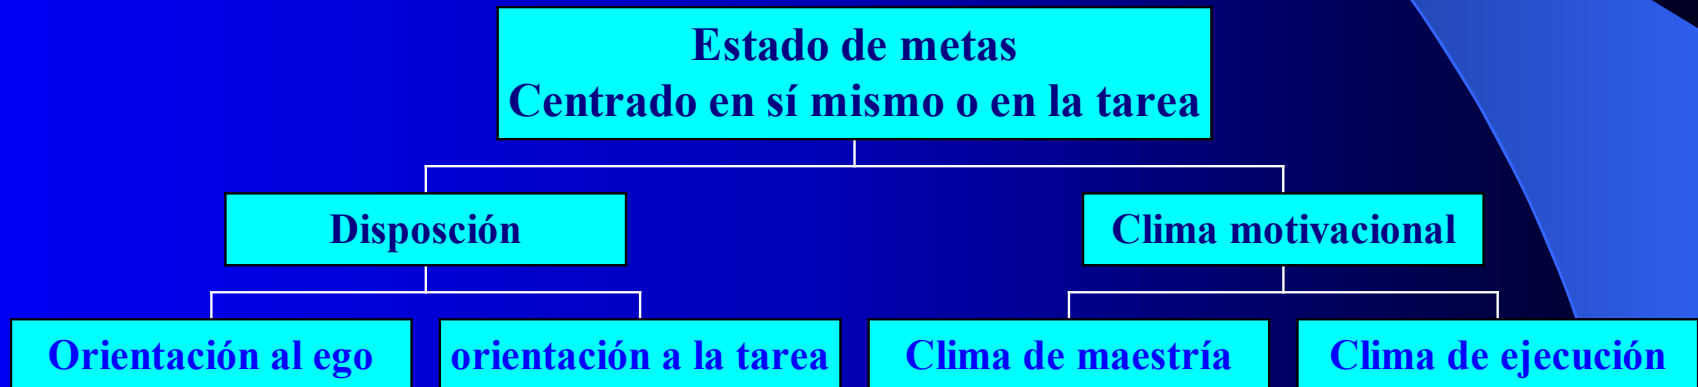 Estado de metas
Centrado en sí mismo o en la tarea
Disposción
Clima motivacional
Orientación al ego
orientación a la tarea
Clima de maestría
Clima de ejecución